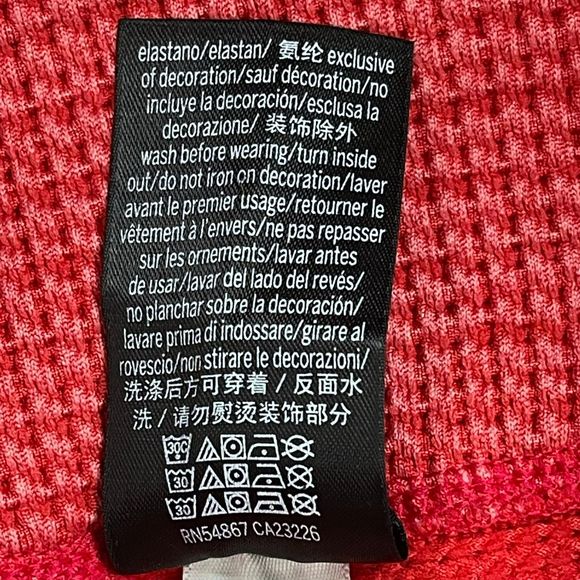 elastano/elastan/ 氨纶 exclusive
of decoration/sauf décoration/no
incluye la decoración/esclusa la
decorazione/ 装饰除外
wash before wearing/turn inside
out/do not iron on decoration/laver
avant le premier usage/retourner le
vêtement à l'envers/ne pas repasser
sur les ornements/lavar antes
de usar/lavar del lado del revés/
no planchar sobre la decoración/
lavare prima di indossare/girare al
rovescio/non stirare le decorazioni/
洗涤后方可穿着 / 反面水
洗 / 请勿熨烫装饰部分
30C
30
30
RN54867 CA23226